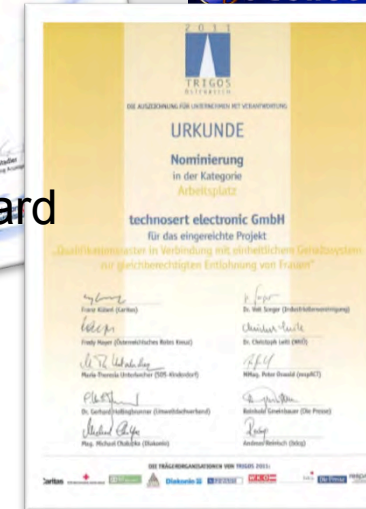 ard
2011
TRIGOS
ÖSTERREICH
DIE AUSZEICHNUNG FÜR UNTERNEHMEN MIT VERANTWORTUNG
URKUNDE
Nominierung
in der Kategorie
Arbeitsplatz
technosert electronic GmbH
für das eingereichte Projekt
„Qualifikationsraster in Verbindung mit einheitlichem Gehaltssystem
zur gleichberechtigten Entlohnung von Frauen“
Franz Küberl (Caritas)
Dr. Veit Sorger (Industriellenvereinigung)
Fredy Mayer (Österreichisches Rotes Kreuz)
Dr. Christoph Leitl (WKÖ)
Marie Theresia Unterlercher (SOS-Kinderdorf)
Mittag. Peter Oswald (respACT)
Dr. Gerhard Heilingbrunner (Umweltdachverband)
Reinhold Gmeinbauer (Die Presse)
Mag. Michael Chalupka (Diakonie)
Andreas (bdrg)
DIE TRÄGERORGANISATIONEN VON TRIGOS 2011:
Caritas
Diakonie
Die Presse